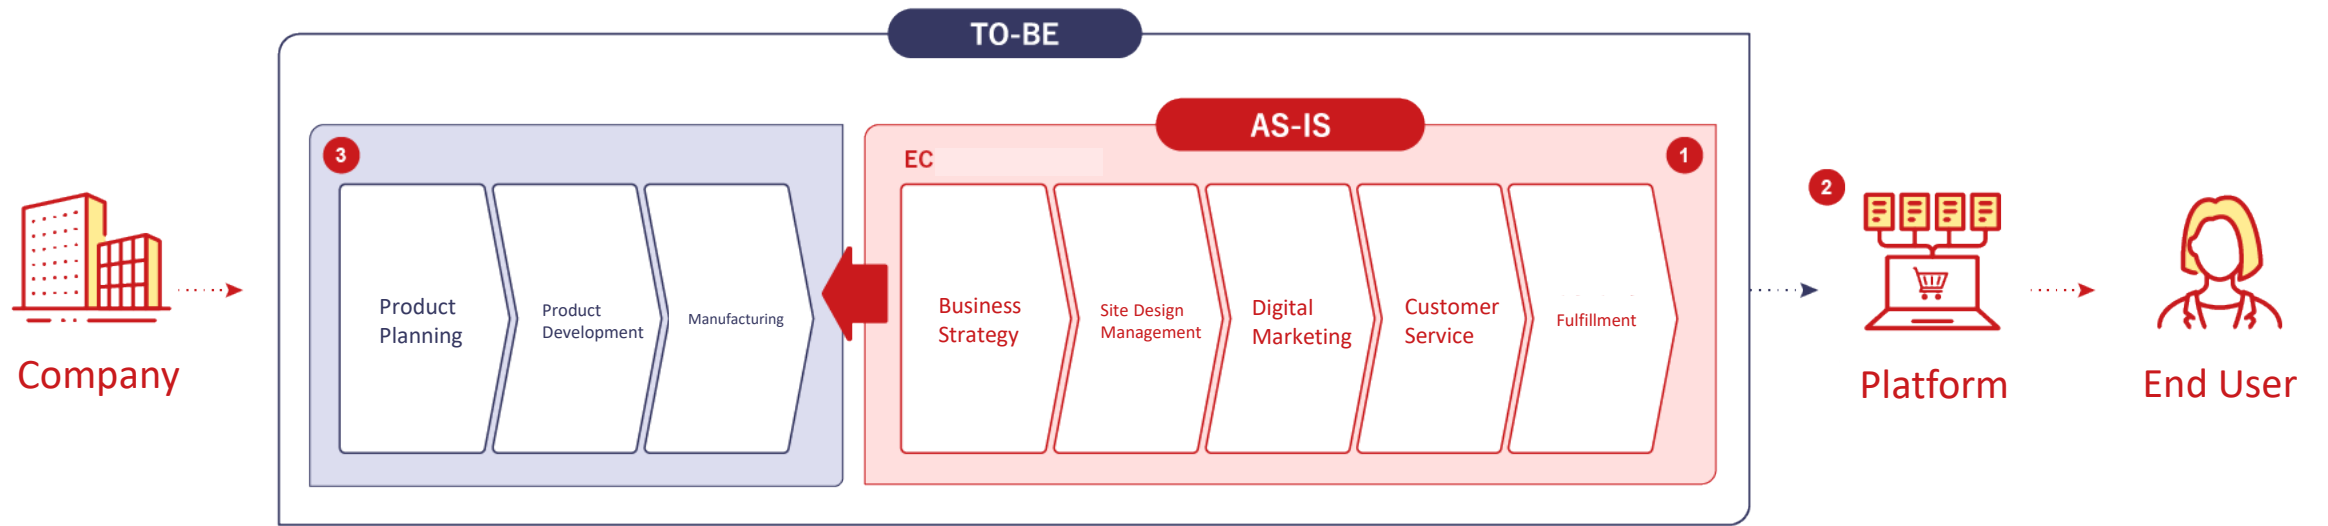 TO-BE
AS-IS
3
EC
1
2
Product
Planning
Product
Development
Manufacturing
Business
Strategy
Site Design
Management
Digital
Marketing
Customer
Service
Fulfillment
Company
Platform
End User